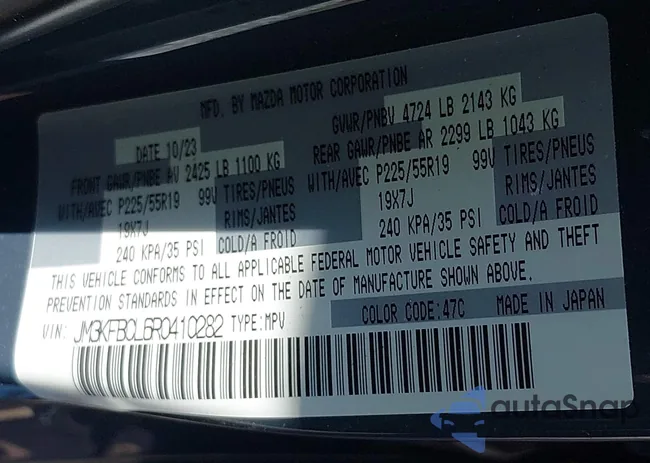 MFD. BY MAZDA MOTOR CORPORATION
DATE 10/23 GVWR/PNBV 4724 LB 2143 KG
FRONT GAWR/PNBE AV 2425 LB 1100 KG REAR GAWR/PNBE AR 2299 LB 1043 KG
WITH/AVEC P225/55R19 99V TIRES/PNEUS WITH/AVEC P225/55R19 99V TIRES/PNEUS
19X7J RIMS/JANTES 19X7J RIMS/JANTES
240 KPA/35 PSI COLD/A FROID 240 KPA/35 PSI COLD/A FROID
THIS VEHICLE CONFORMS TO ALL APPLICABLE FEDERAL MOTOR VEHICLE SAFETY AND THEFT
PREVENTION STANDARDS IN EFFECT ON THE DATE OF MANUFACTURE SHOWN ABOVE.
COLOR CODE:47C MADE IN JAPAN
VIN: JM3KFBCL6R0410282 TYPE:MPV
autoSnap